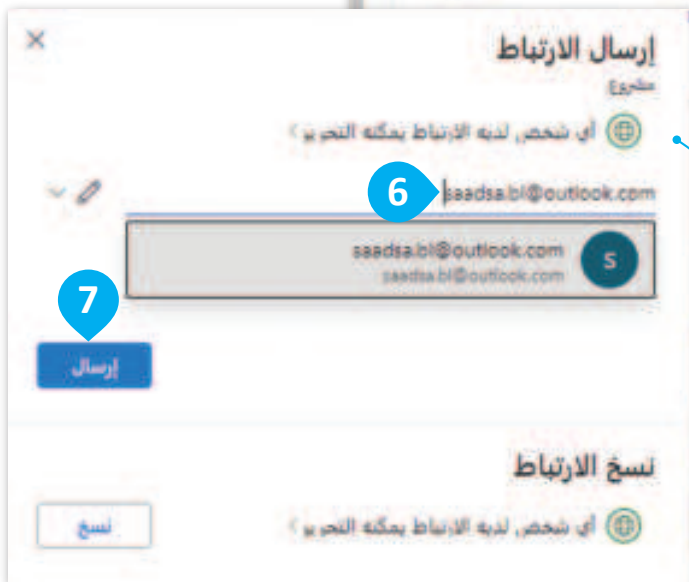 إرسال الارتباط
مشروع
أي شخص لديه الارتباط يمكنه التحرير
6 saadsa.bl@outlook.com
saadsa.bl@outlook.com
S
saadsa.bl@outlook.com
7
إرسال
نسخ الارتباط
أي شخص لديه الارتباط يمكنه التحرير
نسخ